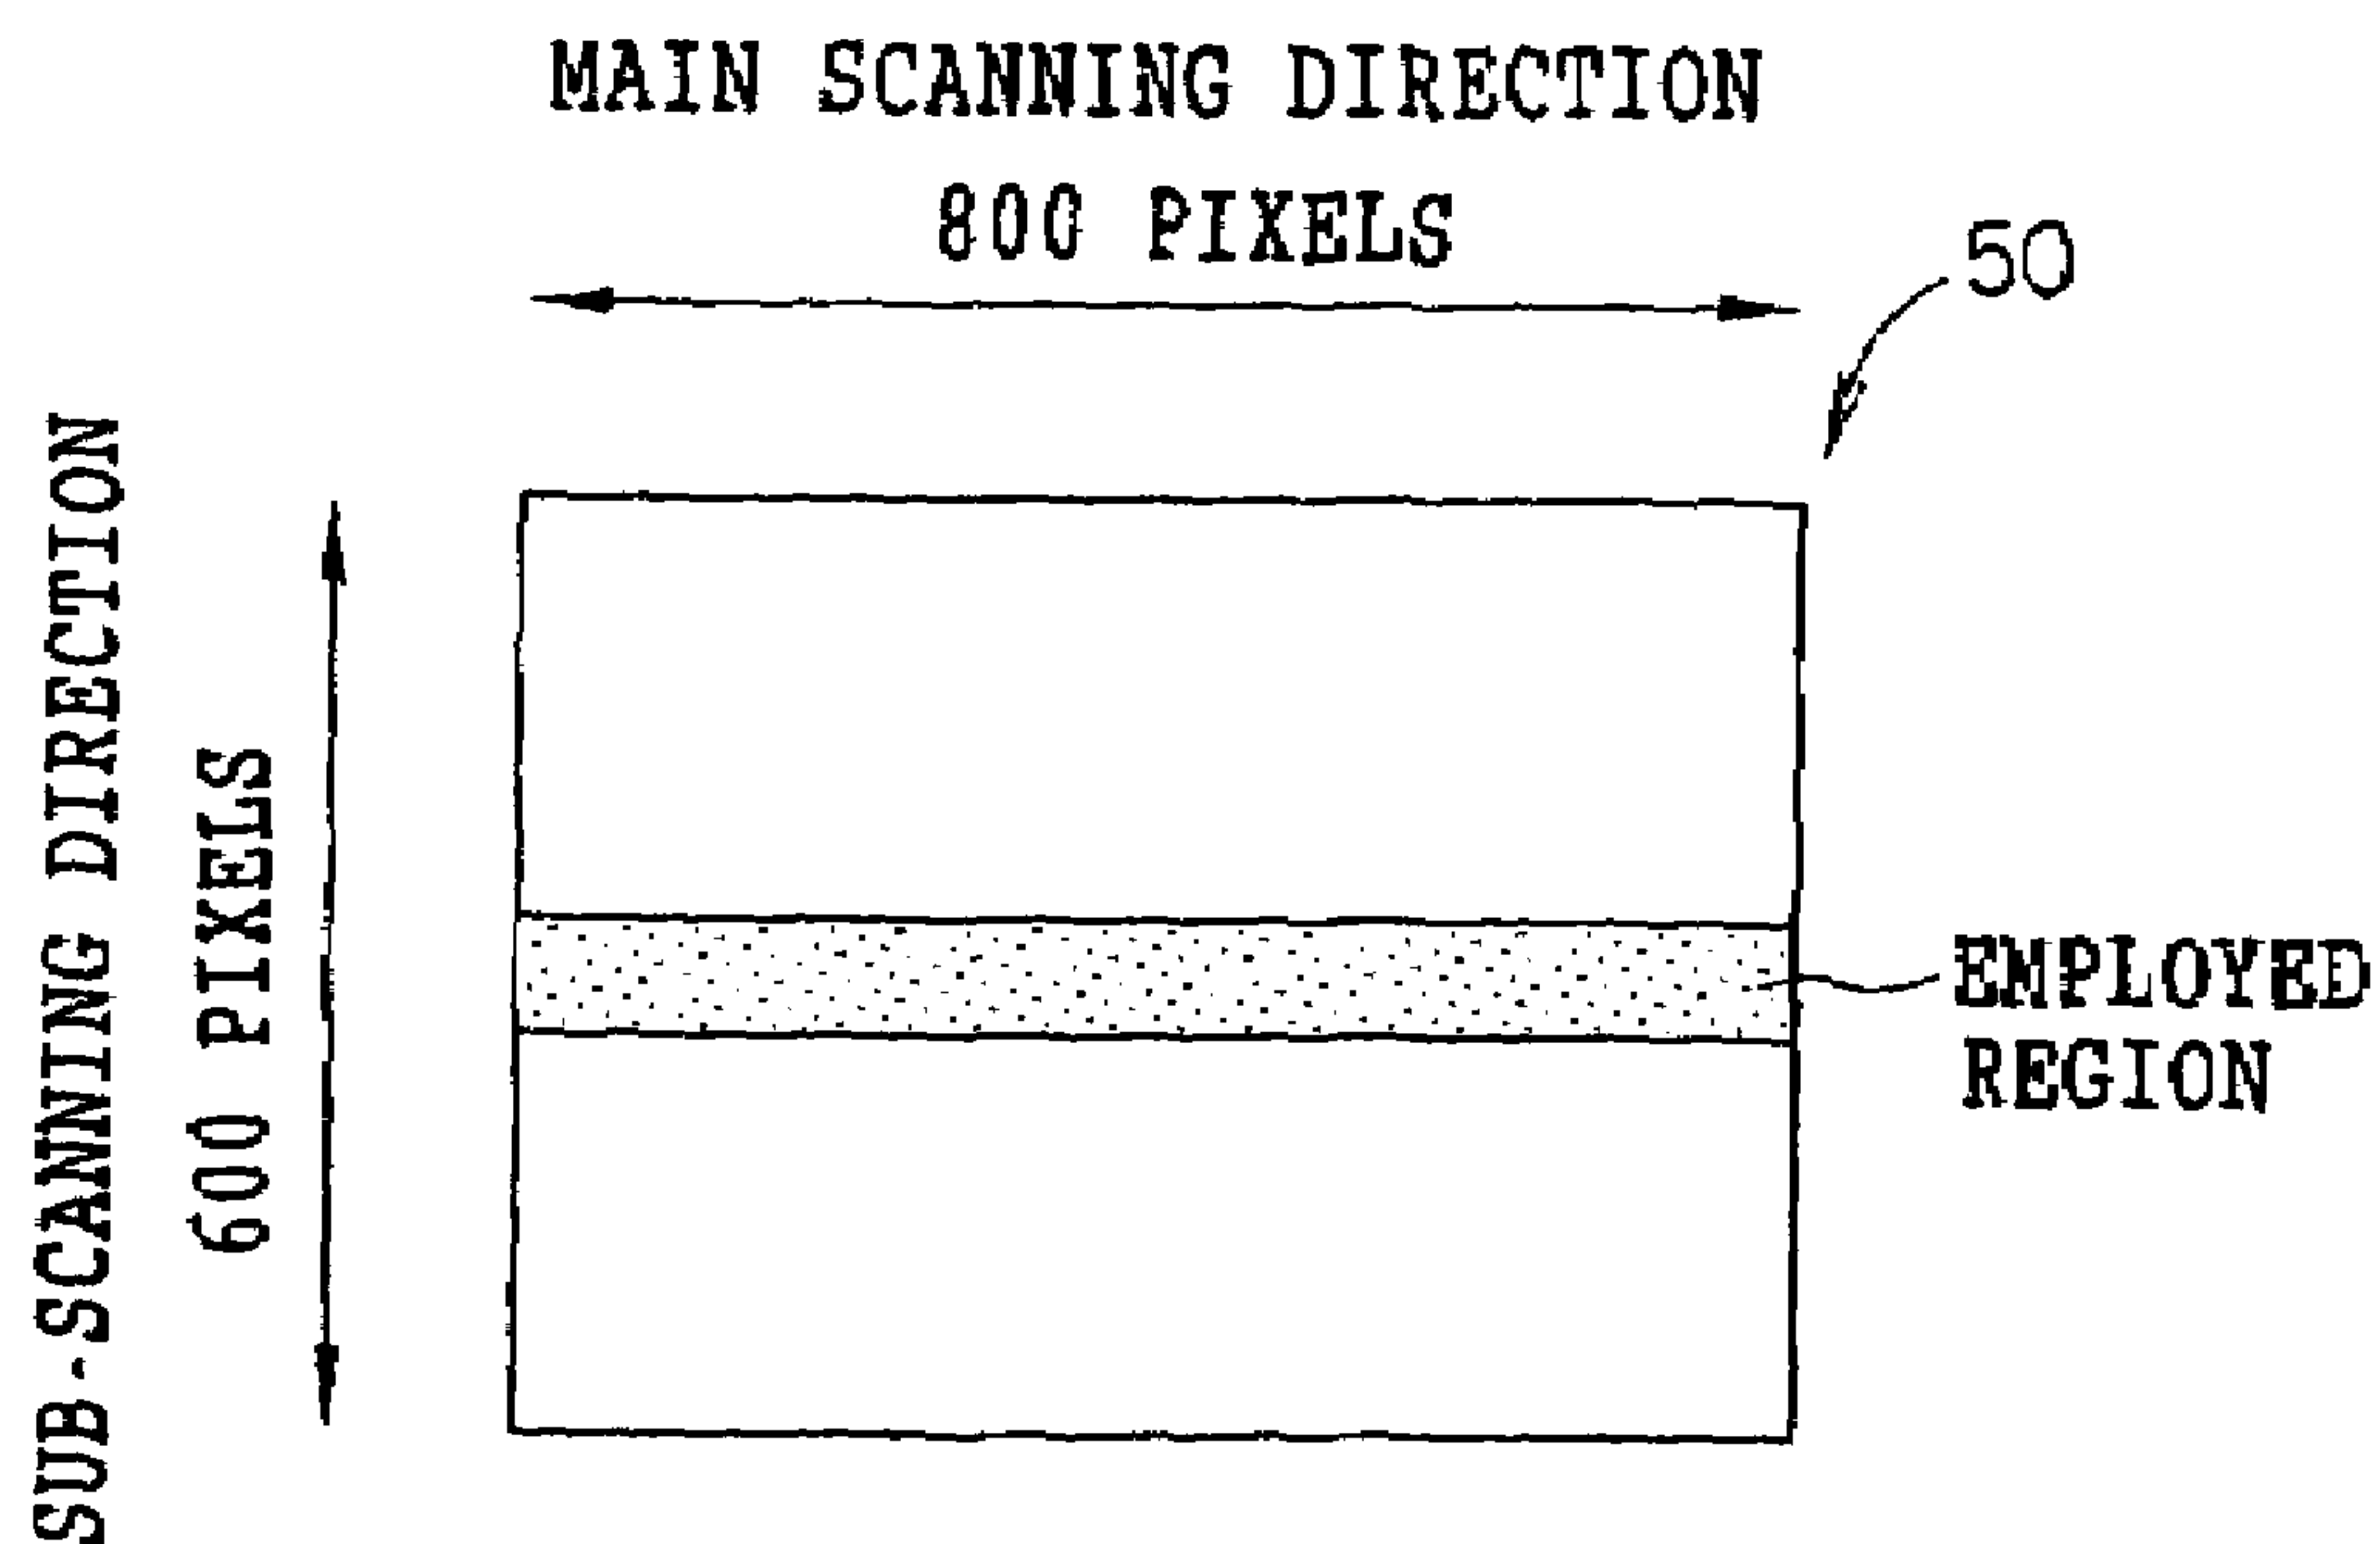 MAIN SCANNING DIRECTION
800 PIXELS
50
SUB-SCANNING DIRECTION
600 PIXELS
EMPLOYED
REGION